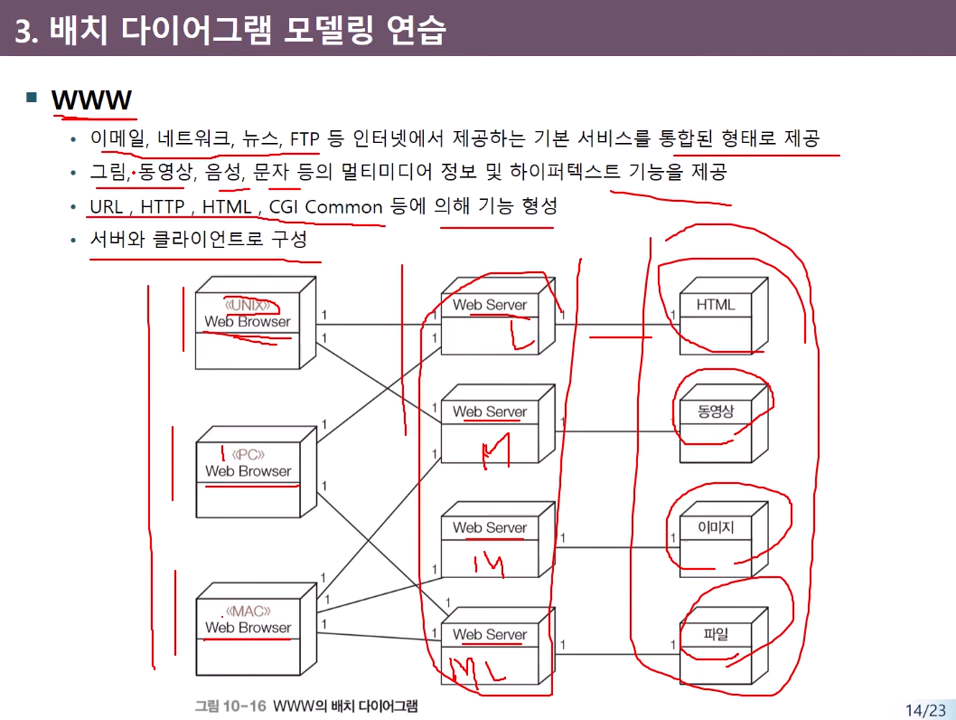 3. 배치 다이어그램 모델링 연습
WWW
이메일, 네트워크, 뉴스, FTP 등 인터넷에서 제공하는 기본 서비스를 통합된 형태로 제공
그림, 동영상, 음성, 문자 등의 멀티미디어 정보 및 하이퍼텍스트 기능을 제공
URL , HTTP , HTML , CGI Common 등에 의해 기능 형성
서버와 클라이언트로 구성
《UNIX》
Web Browser
1
1
1
1
Web Server
L
1
1
HTML
1
Web Server
M
1
동영상
《PC》
Web Browser
1
1
1
Web Server
M
1
1
이미지
《MAC》
Web Browser
1
1
1
1
1
1
Web Server
ML
1
1
파일
그림 10-16 WWW의 배치 다이어그램
14/23